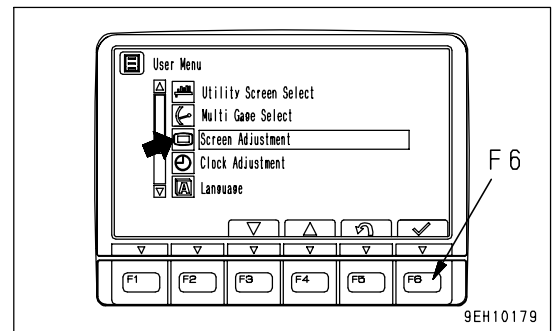 User Menu
Utility Screen Select
Multi Gage Select
Screen Adjustment
Clock Adjustment
Language
F 6
F1 F2 F3 F4 F5 F6
9EH10179